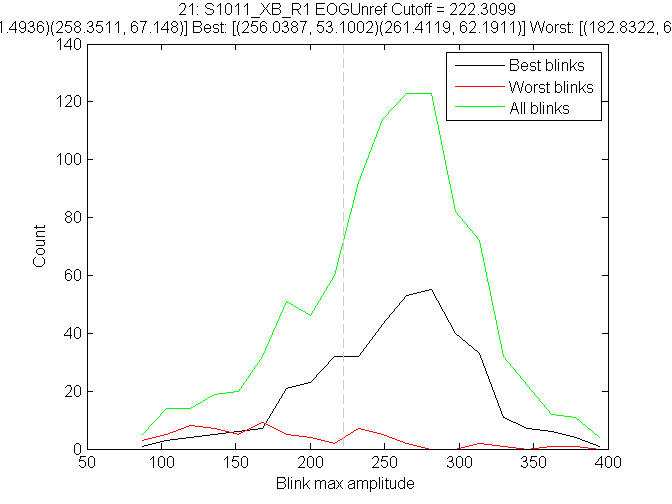 21: S1011_XB_R1 EOGUnref Cutoff = 222.3099
1.4936)(258.3511, 67.148)] Best: [(256.0387, 53.1002)(261.4119, 62.1911)] Worst: [(182.8322, 6
140
120
100
80
60
40
20
0
Count
Best blinks
Worst blinks
All blinks
50
100
150
200
250
300
350
400
Blink max amplitude